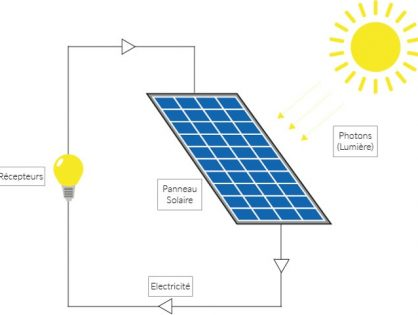 Photons
(Lumière)
Récepteurs
Panneau
Solaire
Electricité